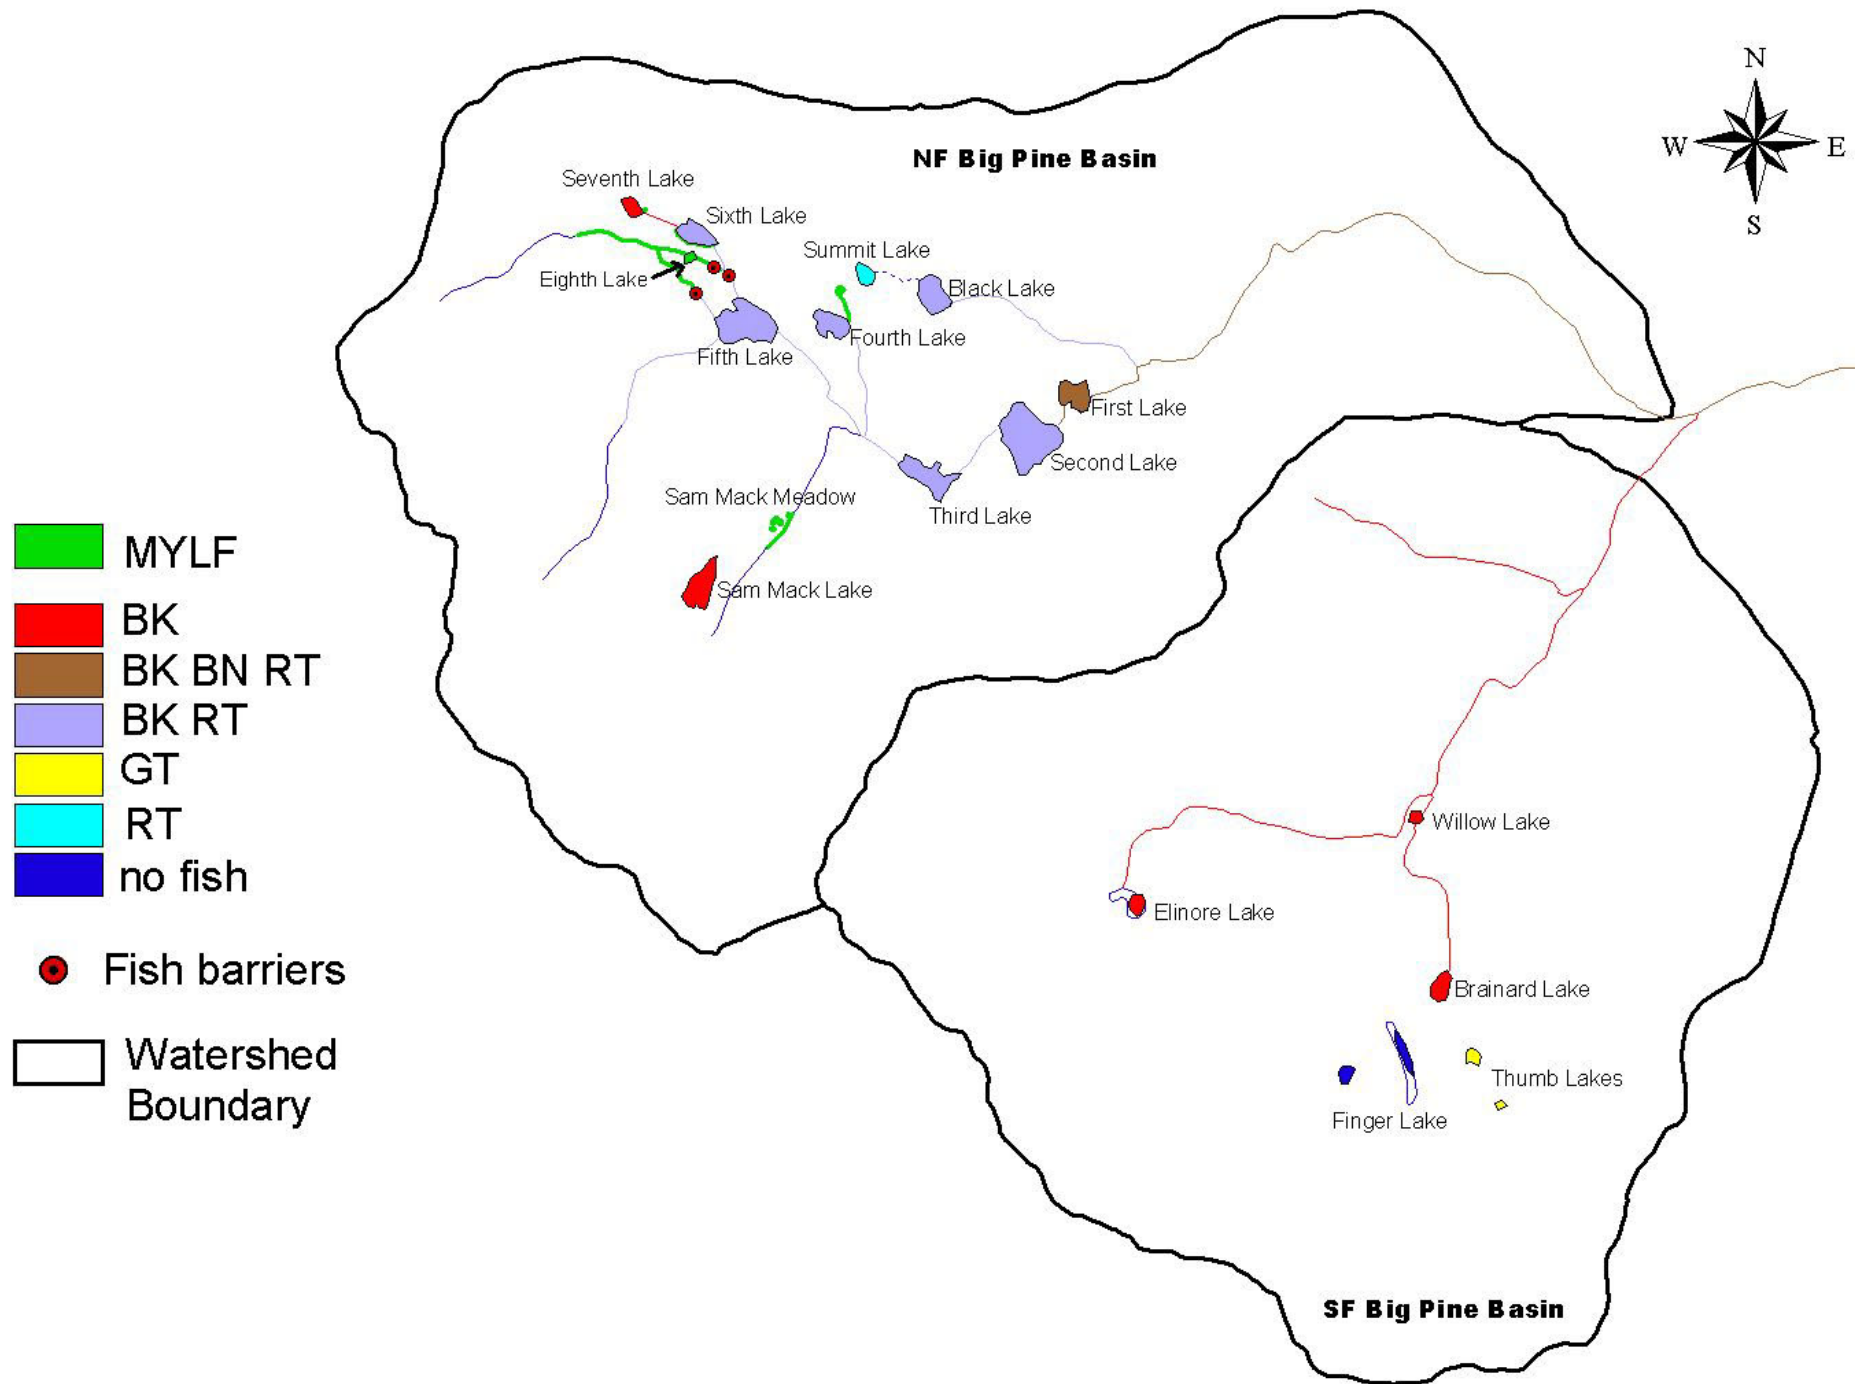 N
W E
S
NF Big Pine Basin
Seventh Lake
Sixth Lake
Summit Lake
Eighth Lake
Black Lake
Fourth Lake
Fifth Lake
First Lake
Second Lake
Sam Mack Meadow
Third Lake
Sam Mack Lake
MYLF
BK
BK BN RT
BK RT
GT
RT
no fish
Fish barriers
Watershed
Boundary
Willow Lake
Elinore Lake
Brainard Lake
Thumb Lakes
Finger Lake
SF Big Pine Basin